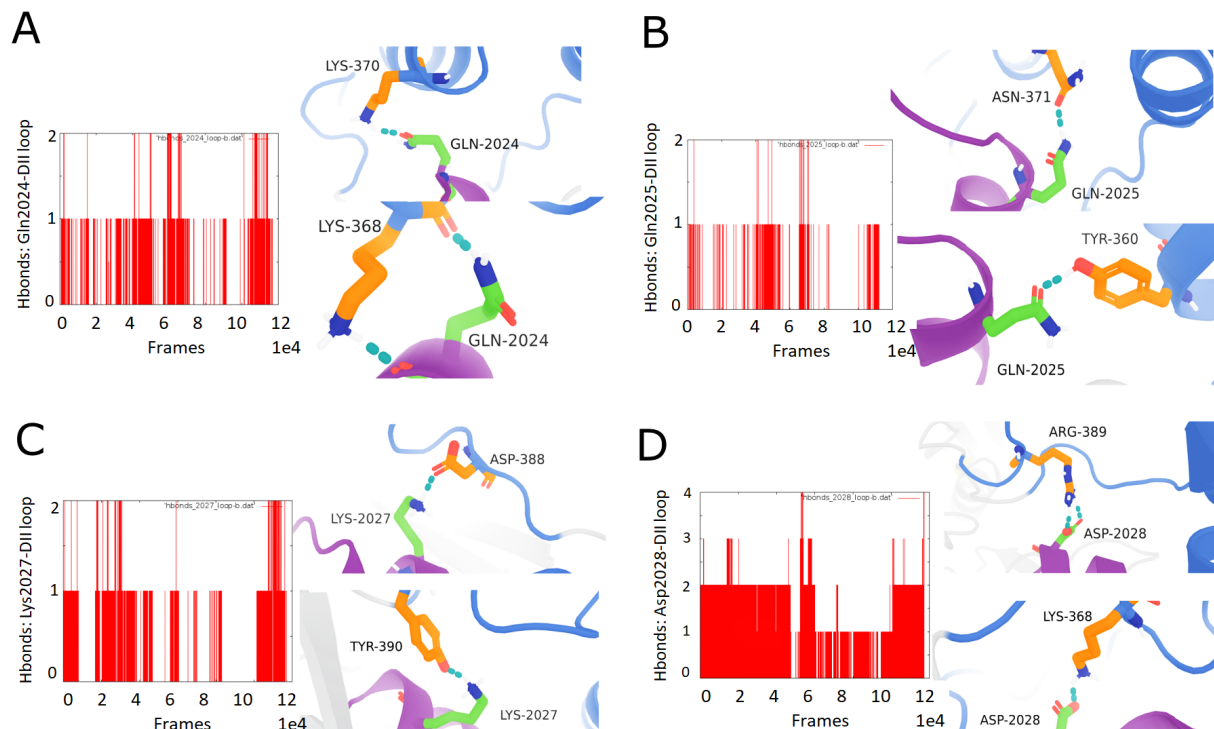 A
Hbonds: Gln2024-DII loop
'hbonds_2024_loop-b.dat'
2
1
0
0 2 4 6 8 10 12
Frames
1e4
LYS-370
GLN-2024
LYS-368
GLN-2024
B
Hbonds: Gln2025-DII loop
'hbonds_2025_loop-b.dat'
2
1
0
0 2 4 6 8 10 12
Frames
1e4
ASN-371
GLN-2025
TYR-360
GLN-2025
C
Hbonds: Lys2027-DII loop
'hbonds_2027_loop-b.dat'
2
1
0
0 2 4 6 8 10 12
Frames
1e4
ASP-388
LYS-2027
TYR-390
LYS-2027
D
Hbonds: Asp2028-DII loop
'hbonds_2028_loop-b.dat'
4
3
2
1
0
0 2 4 6 8 10 12
Frames
1e4
ARG-389
ASP-2028
LYS-368
ASP-2028